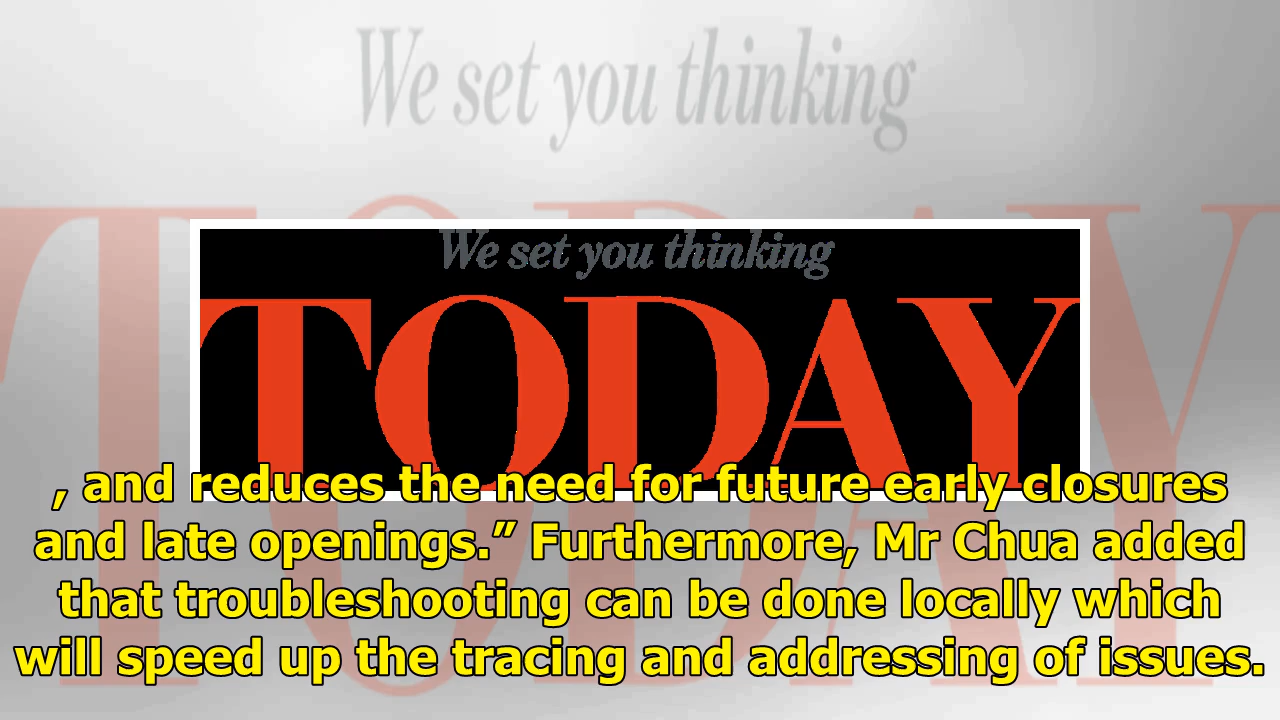 We set you thinking
TODAY
We set you thinking
TODAY
, and reduces the need for future early closures
and late openings.” Furthermore, Mr Chua added
that troubleshooting can be done locally which
will speed up the tracing and addressing of issues.